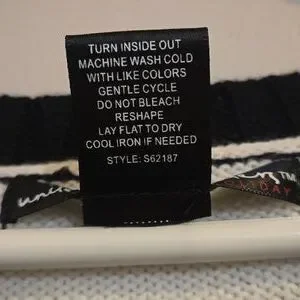 TURN INSIDE OUT
MACHINE WASH COLD
WITH LIKE COLORS
GENTLE CYCLE
DO NOT BLEACH
RESHAPE
LAY FLAT TO DRY
COOL IRON IF NEEDED
STYLE: S62187